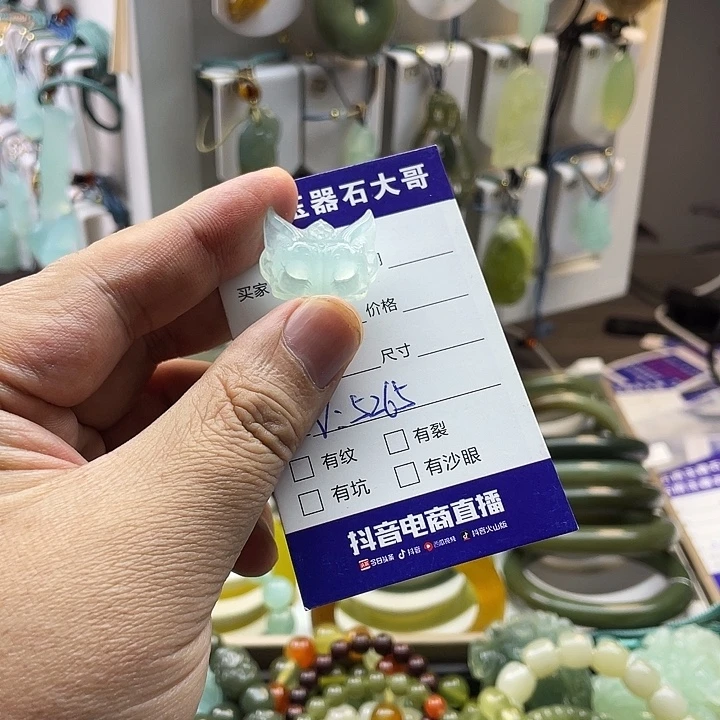 玉器石大哥
买家
价格
尺寸
V:5265
有纹 有裂
有坑 有沙眼
抖音电商直播
今日头条 抖音 西瓜视频 抖音火山版